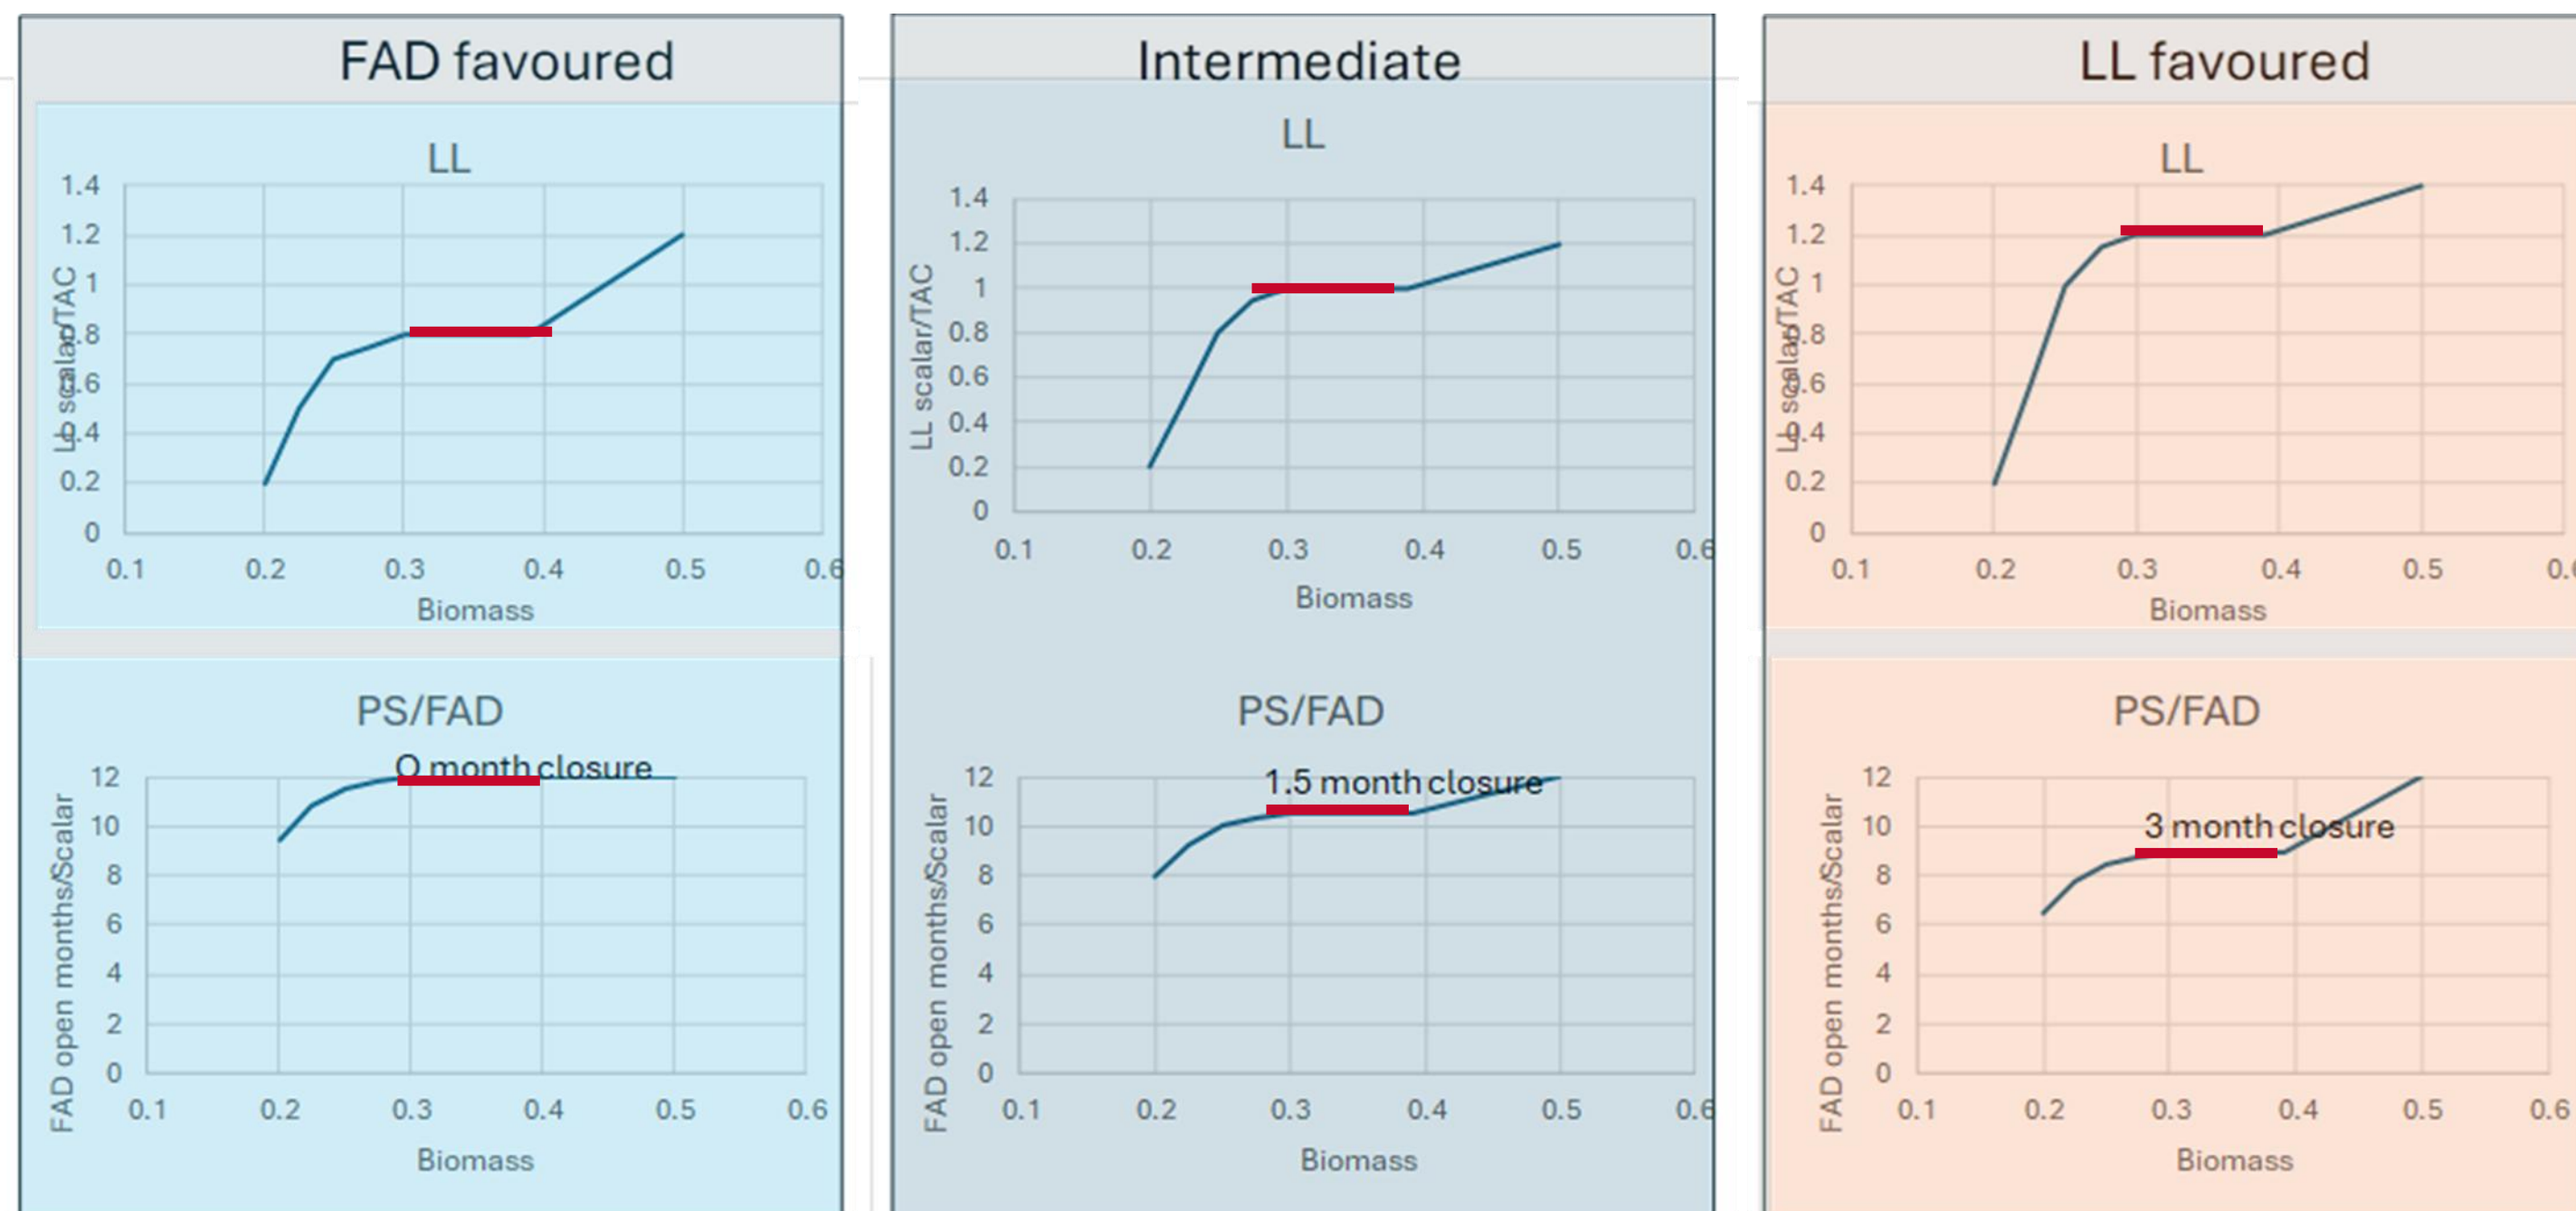 FAD favoured
LL
LL scalar/TAC
1.4
1.2
1
0.8
0.6
0.4
0.2
0
0.1 0.2 0.3 0.4 0.5 0.6
Biomass
PS/FAD
O month closure
FAD open months/Scalar
12
10
8
6
4
2
0
0.1 0.2 0.3 0.4 0.5 0.6
Biomass
Intermediate
LL
LL scalar/TAC
1.4
1.2
1
0.8
0.6
0.4
0.2
0
0.1 0.2 0.3 0.4 0.5 0.6
Biomass
PS/FAD
1.5 month closure
FAD open months/Scalar
12
10
8
6
4
2
0
0.1 0.2 0.3 0.4 0.5 0.6
Biomass
LL favoured
LL
LL scalar/TAC
1.4
1.2
1
0.8
0.6
0.4
0.2
0
0.1 0.2 0.3 0.4 0.5
Biomass
PS/FAD
3 month closure
FAD open months/Scalar
12
10
8
6
4
2
0
0.1 0.2 0.3 0.4 0.5 0.6
Biomass